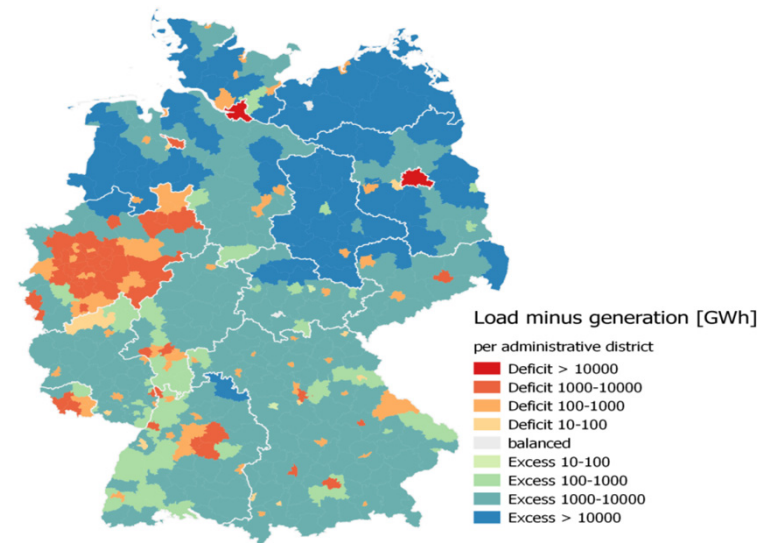 Load minus generation [GWh]
per administrative district
Deficit > 10000
Deficit 1000-10000
Deficit 100-1000
Deficit 10-100
balanced
Excess 10-100
Excess 100-1000
Excess 1000-10000
Excess > 10000